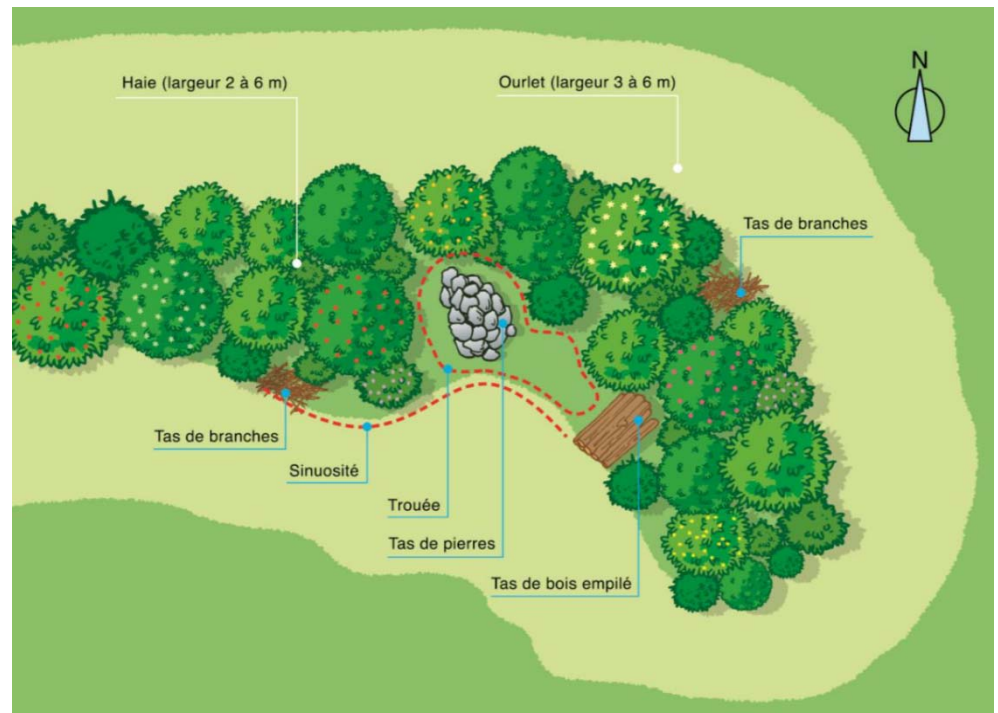 N
Haie (largeur 2 à 6 m)
Ourlet (largeur 3 à 6 m)
Tas de branches
Tas de branches
Sinuosité
Trouée
Tas de pierres
Tas de bois empilé